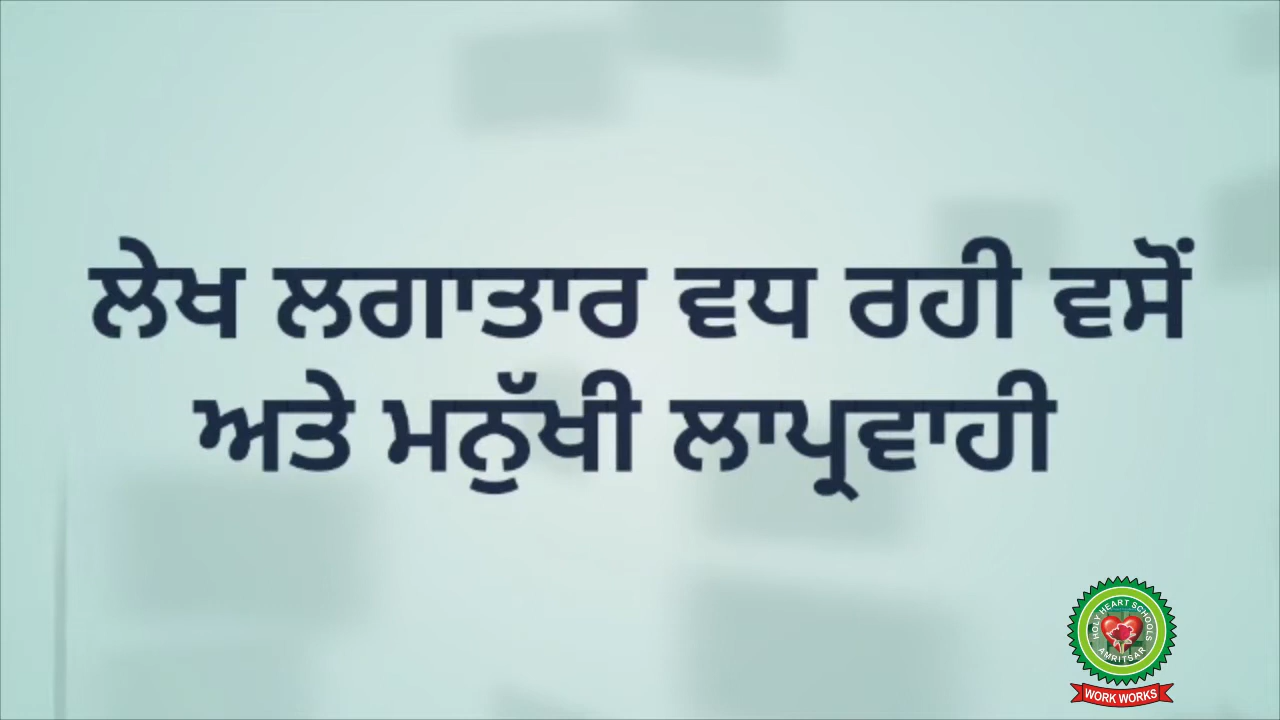 ਲੇਖ ਲਗਾਤਾਰ ਵਧ ਰਹੀ ਵਸੋਂ
ਅਤੇ ਮਨੁੱਖੀ ਲਾਪ੍ਰਵਾਹੀ
HOLY HEART SCHOOLS
AMRITSAR
WORK WORKS